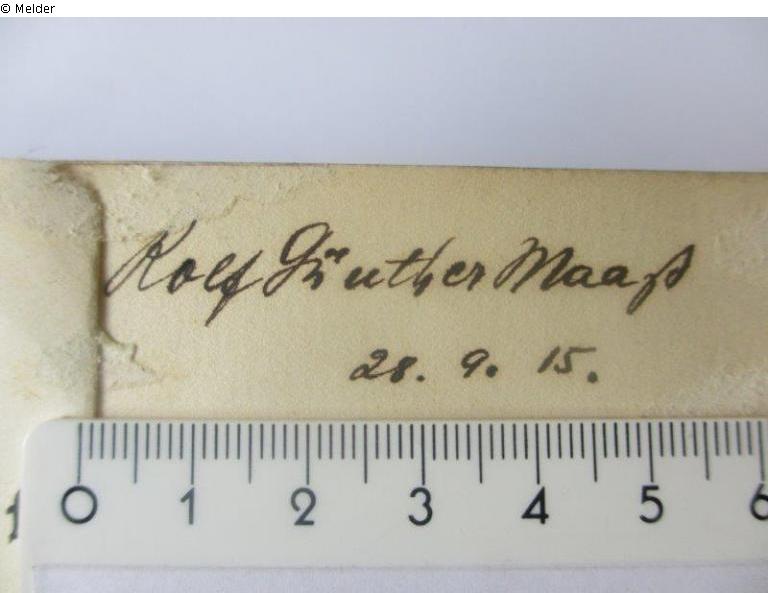 © Melder
Rolf Günther Maaß
28. 9. 15.
0 1 2 3 4 5 6